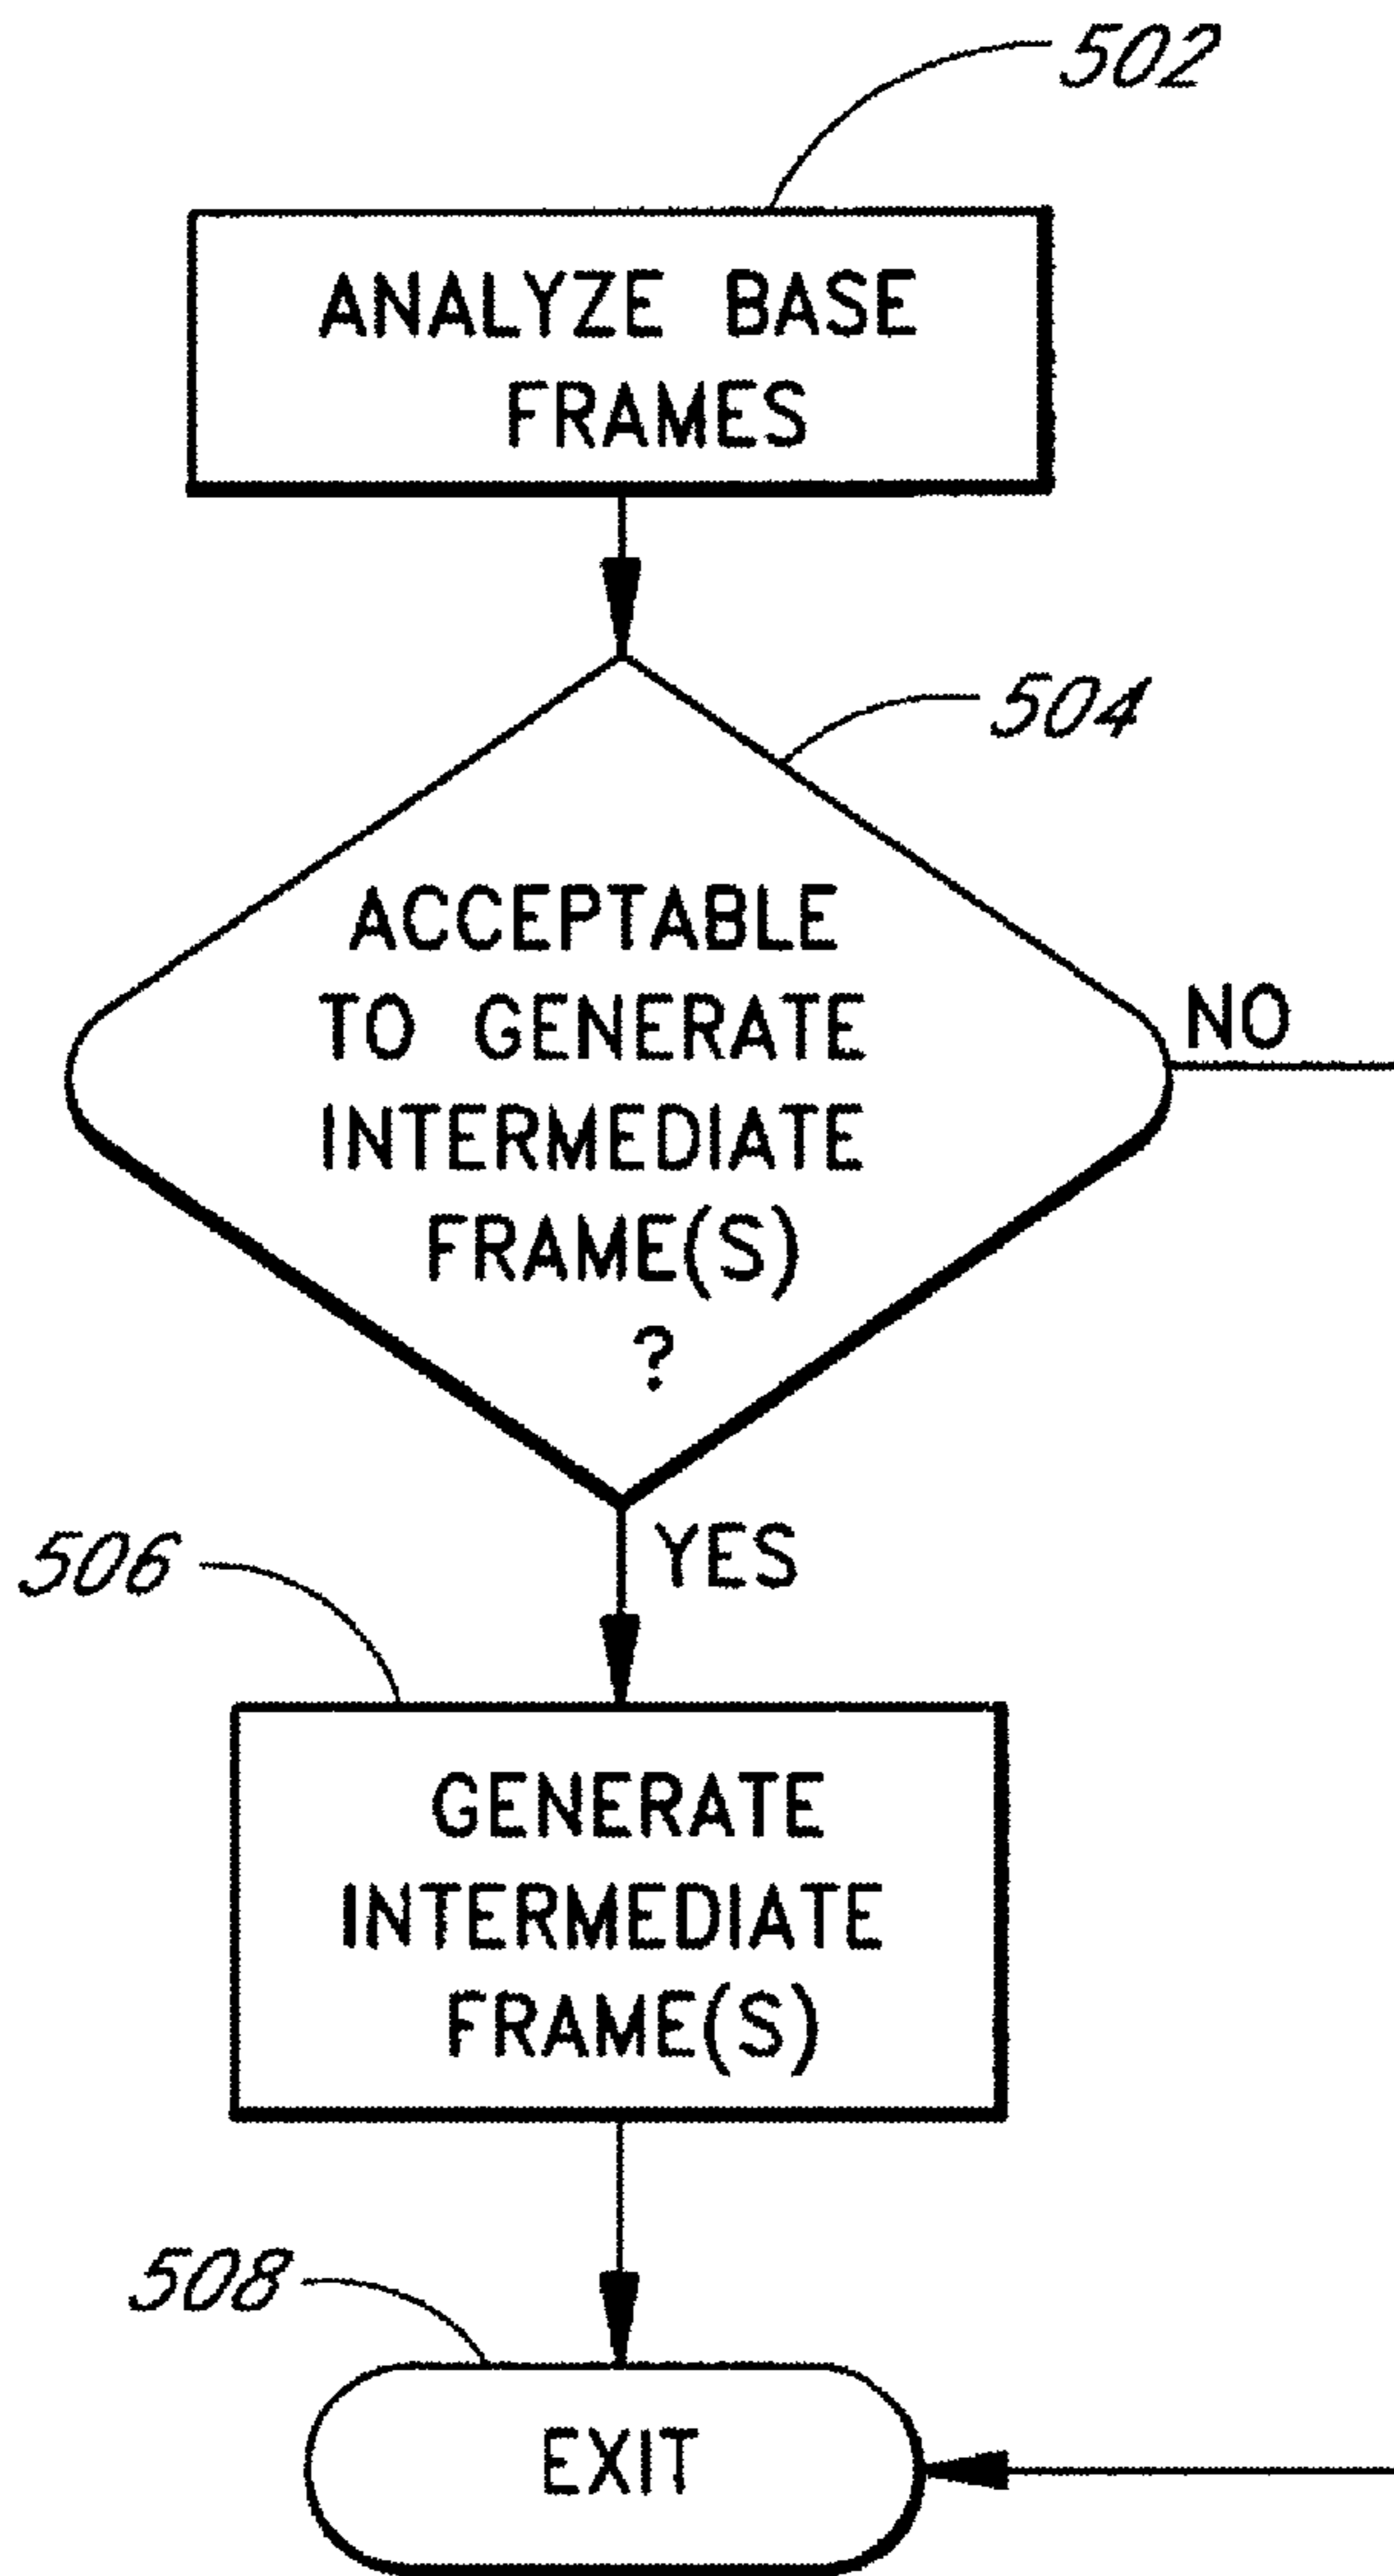 502
ANALYZE BASE
FRAMES
504
ACCEPTABLE
TO GENERATE
INTERMEDIATE
FRAME(S)
?
NO
YES
506
GENERATE
INTERMEDIATE
FRAME(S)
508
EXIT